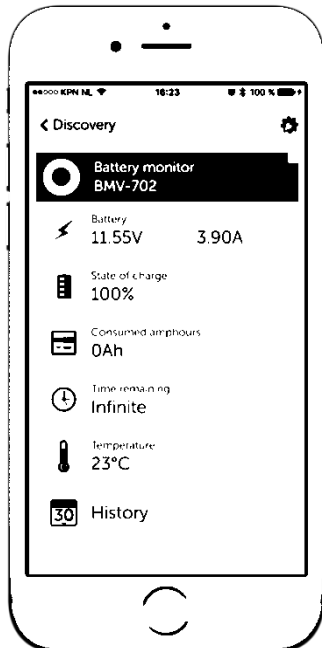 KPN NL 16:23 100 %
Discovery
Battery monitor
BMV-702
Battery
11.55V 3.90A
State of charge
100%
Consumed amphours
0Ah
Time remaining
Infinite
Temperature
23°C
30 History